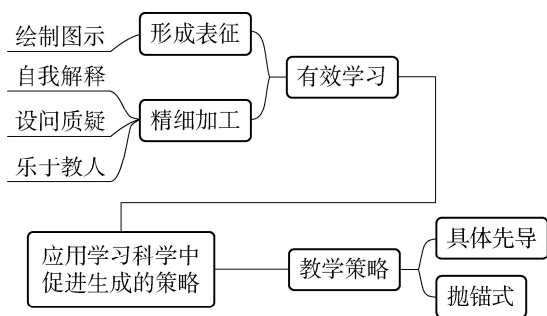 绘制图示
形成表征
自我解释
设问质疑
乐于教人
精细加工
有效学习
应用学习科学中
促进生成的策略
教学策略
具体先导
抛锚式